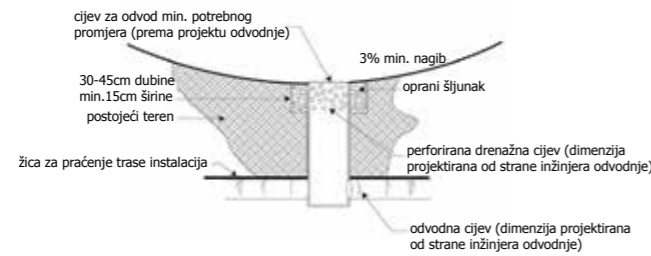 cijev za odvod min. potrebnog
promjera (prema projektu odvodnje)
3% min. nagib
30-45cm dubine
min.15cm širine
oprani šljunak
postojeći teren
perforirana drenažna cijev (dimenzija
projektirana od strane inžinjera odvodnje)
žica za praćenje trase instalacija
odvodna cijev (dimenzija projektirana
od strane inžinjera odvodnje)